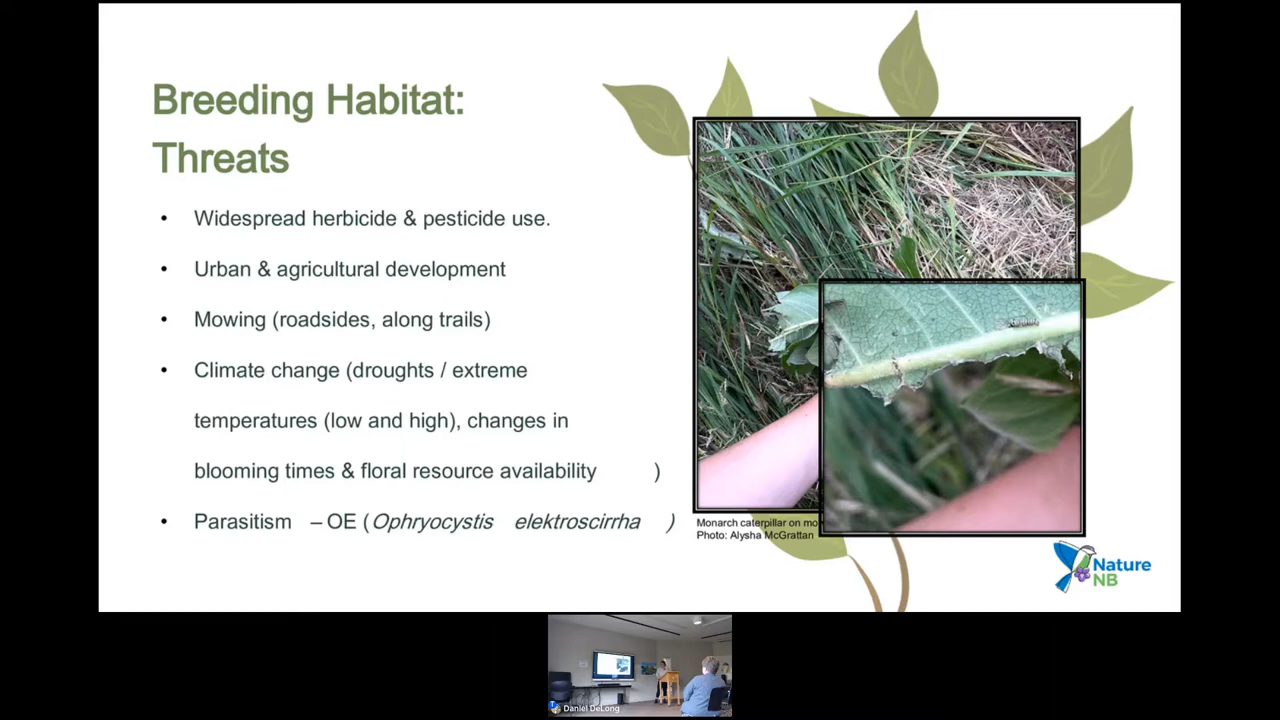 Breeding Habitat:
Threats
• Widespread herbicide & pesticide use.
• Urban & agricultural development
• Mowing (roadsides, along trails)
• Climate change (droughts / extreme
temperatures (low and high), changes in
blooming times & floral resource availability )
• Parasitism – OE (Ophryocystis elektroscirrha )
Monarch caterpillar on
Photo: Alysha McGrattan
Nature
NB
Daniel DeLong